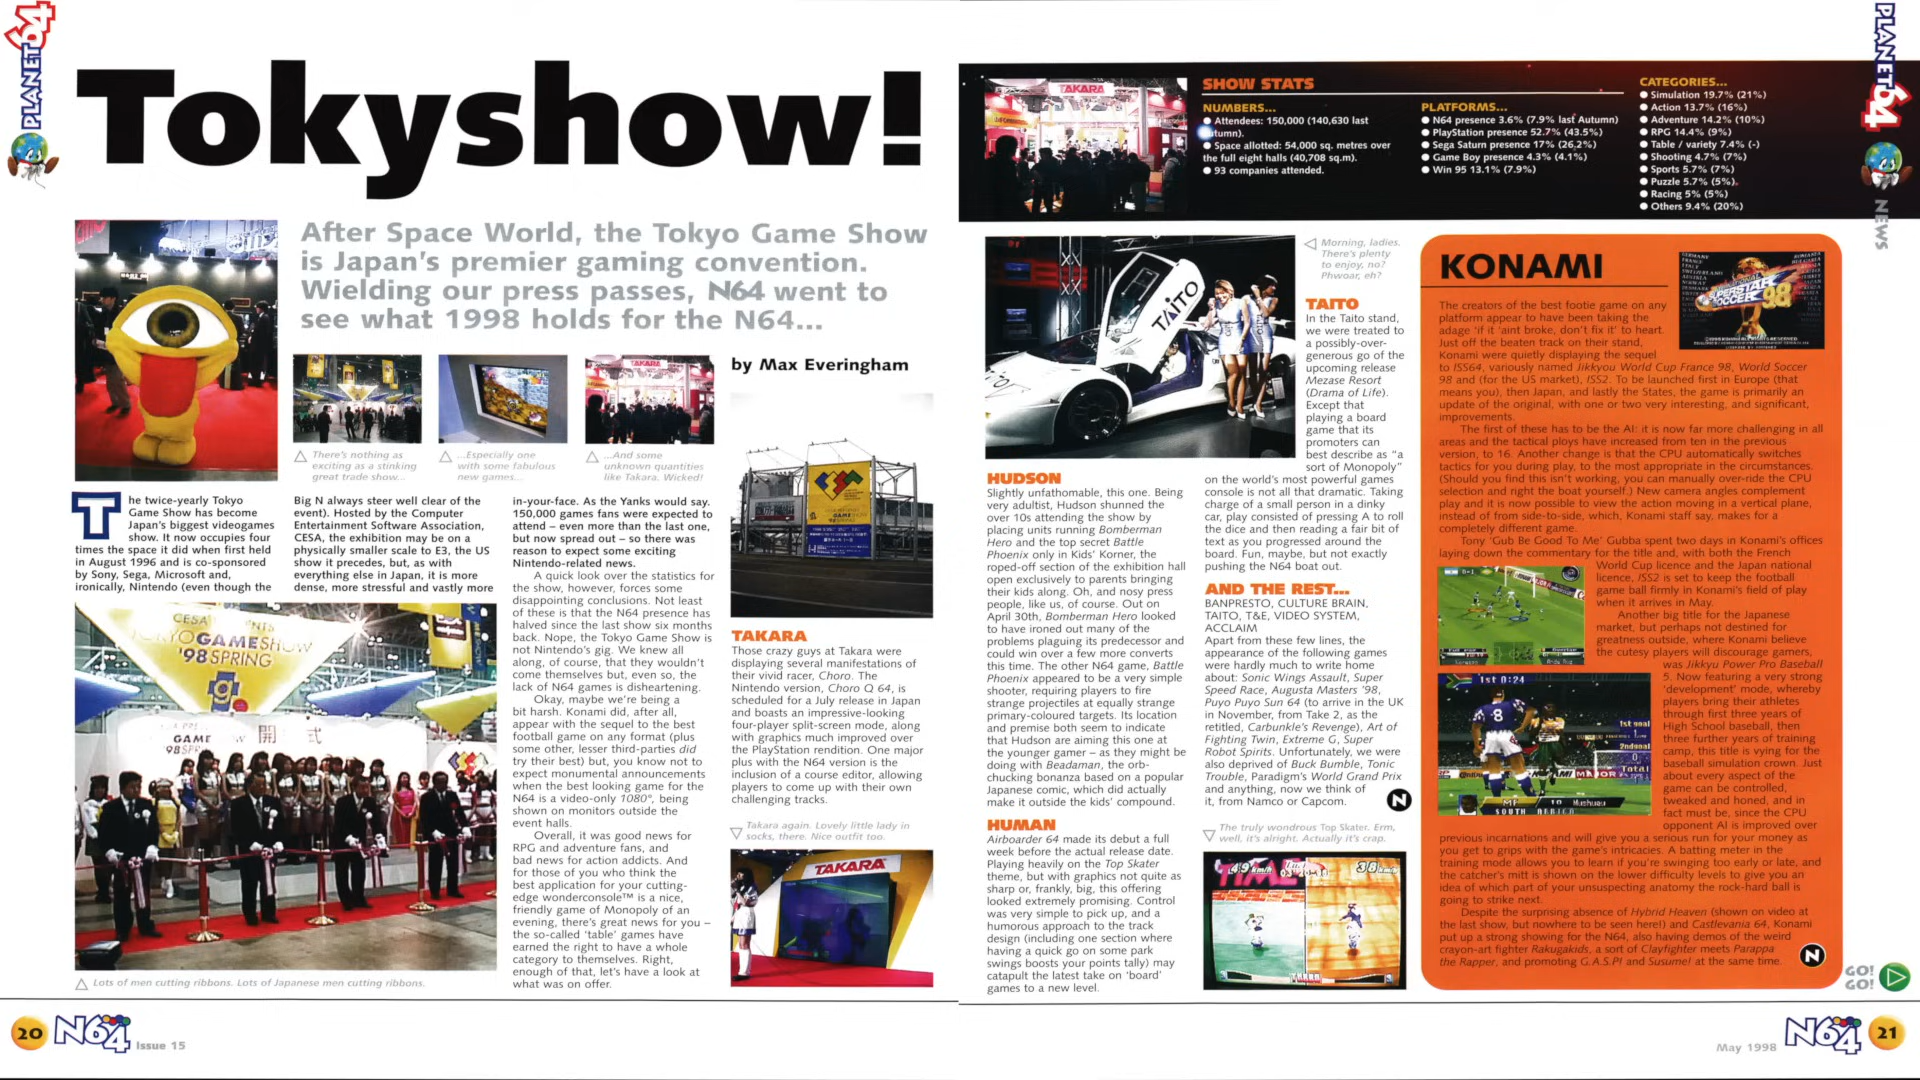 PLANET 64
Tokyshow!
After Space World, the Tokyo Game Show
is Japan's premier gaming convention.
Wielding our press passes, N64 went to
see what 1998 holds for the N64...
by Max Everingham
There's nothing as
exciting as a stinking
great trade show...
...Especially one
with some fabulous
new games...
...And some
unknown quantities
like Takara. Wicked!
The twice-yearly Tokyo
Game Show has become
Japan's biggest videogames
show. It now occupies four
times the space it did when first held
in August 1996 and is co-sponsored
by Sony, Sega, Microsoft and,
ironically, Nintendo (even though the
Big N always steer well clear of the
event). Hosted by the Computer
Entertainment Software Association,
CESA, the exhibition may be on a
physically smaller scale to E3, the US
show it precedes, but, as with
everything else in Japan, it is more
dense, more stressful and vastly more
in-your-face. As the Yanks would say.
150,000 games fans were expected to
attend – even more than the last one,
but now spread out – so there was
reason to expect some exciting
Nintendo-related news.
A quick look over the statistics for
the show, however, forces some
disappointing conclusions. Not least
of these is that the N64 presence has
halved since the last show six months
back. Nope, the Tokyo Game Show is
not Nintendo's gig. We knew all
along, of course, that they wouldn't
come themselves but, even so, the
lack of N64 games is disheartening.
Okay, maybe we're being a
bit harsh. Konami did, after all,
appear with the sequel to the best
football game on any format (plus
some other, lesser third-parties did
try their best) but, you know not to
expect monumental announcements
when the best looking game for the
N64 is a video-only 1080°, being
shown on monitors outside the
event halls.
Overall, it was good news for
RPG and adventure fans, and
bad news for action addicts. And
for those of you who think the
best application for your cutting-
edge wonderconsole™ is a nice,
friendly game of Monopoly of an
evening, there's great news for you –
the so-called 'table' games have
earned the right to have a whole
category to themselves. Right,
enough of that, let's have a look at
what was on offer.
CESA
TOKYO GAME SHOW
'98 SPRING
GAME
98SP
開 式
Lots of men cutting ribbons. Lots of Japanese men cutting ribbons.
TAKARA
Those crazy guys at Takara were
displaying several manifestations of
their vivid racer, Choro. The
Nintendo version, Choro Q 64, is
scheduled for a July release in Japan
and boasts an impressive-looking
four-player split-screen mode, along
with graphics much improved over
the PlayStation rendition. One major
plus with the N64 version is the
inclusion of a course editor, allowing
players to come up with their own
challenging tracks.
Takara again. Lovely little lady in
socks, there. Nice outfit too.
TAKARA
20 N64 Issue 15
TAKARA
SHOW STATS
NUMBERS...
Attendees: 150,000 (140,630 last
autumn).
Space allotted: 54,000 sq. metres over
the full eight halls (40,708 sq.m).
93 companies attended.
PLATFORMS...
N64 presence 3.6% (7.9% last Autumn)
PlayStation presence 52.7% (43.5%)
Sega Saturn presence 17% (26.2%)
Game Boy presence 4.3% (4.1%)
Win 95 13.1% (7.9%)
CATEGORIES...
Simulation 19.7% (21%)
Action 13.7% (16%)
Adventure 14.2% (10%)
RPG 14.4% (9%)
Table / variety 7.4% (-)
Shooting 4.7% (7%)
Sports 5.7% (7%)
Puzzle 5.7% (5%)
Racing 5% (5%)
Others 9.4% (20%)
PLANET 64
NEWS
TAITO
Morning, ladies.
There's plenty
to enjoy, no?
Phwoar, eh?
HUDSON
Slightly unfathomable, this one. Being
very adultist, Hudson shunned the
over 10s attending the show by
placing units running Bomberman
Hero and the top secret Battle
Phoenix only in Kids' Korner, the
roped-off section of the exhibition hall
open exclusively to parents bringing
their kids along. Oh, and nosy press
people, like us, of course. Out on
April 30th, Bomberman Hero looked
to have ironed out many of the
problems plaguing its predecessor and
could win over a few more converts
this time. The other N64 game, Battle
Phoenix appeared to be a very simple
shooter, requiring players to fire
strange projectiles at equally strange
primary-coloured targets. Its location
and premise both seem to indicate
that Hudson are aiming this one at
the younger gamer – as they might be
doing with Beadaman, the orb-
chucking bonanza based on a popular
Japanese comic, which did actually
make it outside the kids' compound.
HUMAN
Airboarder 64 made its debut a full
week before the actual release date.
Playing heavily on the Top Skater
theme, but with graphics not quite as
sharp or, frankly, big, this offering
looked extremely promising. Control
was very simple to pick up, and a
humorous approach to the track
design (including one section where
having a quick go on some park
swings boosts your points tally) may
catapult the latest take on 'board'
games to a new level.
TAITO
In the Taito stand,
we were treated to
a possibly-over-
generous go of the
upcoming release
Mezase Resort
(Drama of Life).
Except that
playing a board
game that its
promoters can
best describe as "a
sort of Monopoly"
on the world's most powerful games
console is not all that dramatic. Taking
charge of a small person in a dinky
car, play consisted of pressing A to roll
the dice and then reading a fair bit of
text as you progressed around the
board. Fun, maybe, but not exactly
pushing the N64 boat out.
AND THE REST...
BANPRESTO, CULTURE BRAIN,
TAITO, T&E, VIDEO SYSTEM,
ACCLAIM
Apart from these few lines, the
appearance of the following games
were hardly much to write home
about: Sonic Wings Assault, Super
Speed Race, Augusta Masters '98,
Puyo Puyo Sun 64 (to arrive in the UK
in November, from Take 2, as the
entitled, Carbunkle's Revenge), Art of
Fighting Twin, Extreme G, Super
Robot Spirits. Unfortunately, we were
also deprived of Buck Bumble, Tonic
Trouble, Paradigm's World Grand Prix
and anything, now we think of
it, from Namco or Capcom.
N
The truly wondrous Top Skater. Erm,
well, it's alright. Actually it's crap.
49 km/h
38 km/h
KONAMI
SUPERSTAR
SOCCER 98
The creators of the best footie game on any
platform appear to have been taking the
adage 'if it 'aint broke, don't fix it' to heart.
Just off the beaten track on their stand,
Konami were quietly displaying the sequel
to ISS64, variously named Jikkyou World Cup France 98, World Soccer
98 and (for the US market), ISS2. To be launched first in Europe (that
means you), then Japan, and lastly the States, the game is primarily an
update of the original, with one or two very interesting, and significant,
improvements.
The first of these has to be the AI: it is now far more challenging in all
areas and the tactical ploys have increased from ten in the previous
version, to 16. Another change is that the CPU automatically switches
tactics for you during play, to the most appropriate in the circumstances.
(Should you find this isn't working, you can manually over-ride the CPU
selection and right the boat yourself.) New camera angles complement
play and it is now possible to view the action moving in a vertical plane,
instead of from side-to-side, which, Konami staff say, makes for a
completely different game.
Tony 'Gub Be Good To Me' Gubba spent two days in Konami's offices
laying down the commentary for the title and, with both the French
World Cup licence and the Japan national
licence, ISS2 is set to keep the football
game ball firmly in Konami's field of play
when it arrives in May.
Another big title for the Japanese
market, but perhaps not destined for
greatness outside, where Konami believe
the cutesy players will discourage gamers,
was Jikkyu Power Pro Baseball
5. Now featuring a very strong
'development' mode, whereby
players bring their athletes
through first three years of
High School baseball, then
three further years of training
camp, this title is vying for the
baseball simulation crown. Just
about every aspect of the
game can be controlled,
tweaked and honed, and in
fact must be, since the CPU
opponent AI is improved over
previous incarnations and will give you a serious run for your money as
you get to grips with the game's intricacies. A batting meter in the
training mode allows you to learn if you're swinging too early or late, and
the catcher's mitt is shown on the lower difficulty levels to give you an
idea of which part of your unsuspecting anatomy the rock-hard ball is
going to strike next.
Despite the surprising absence of Hybrid Heaven (shown on video at
the last show, but nowhere to be seen here!) and Castlevania 64, Konami
put up a strong showing for the N64, also having demos of the weird
crayon-art fighter Rakugakids, a sort of Clayfighter meets Parappa
the Rapper, and promoting G.A.S.P! and Susume! at the same time.
N
1st 0:24
MF 10
SOUTH AFRICA
GO!
GO!
May 1998 N64 21